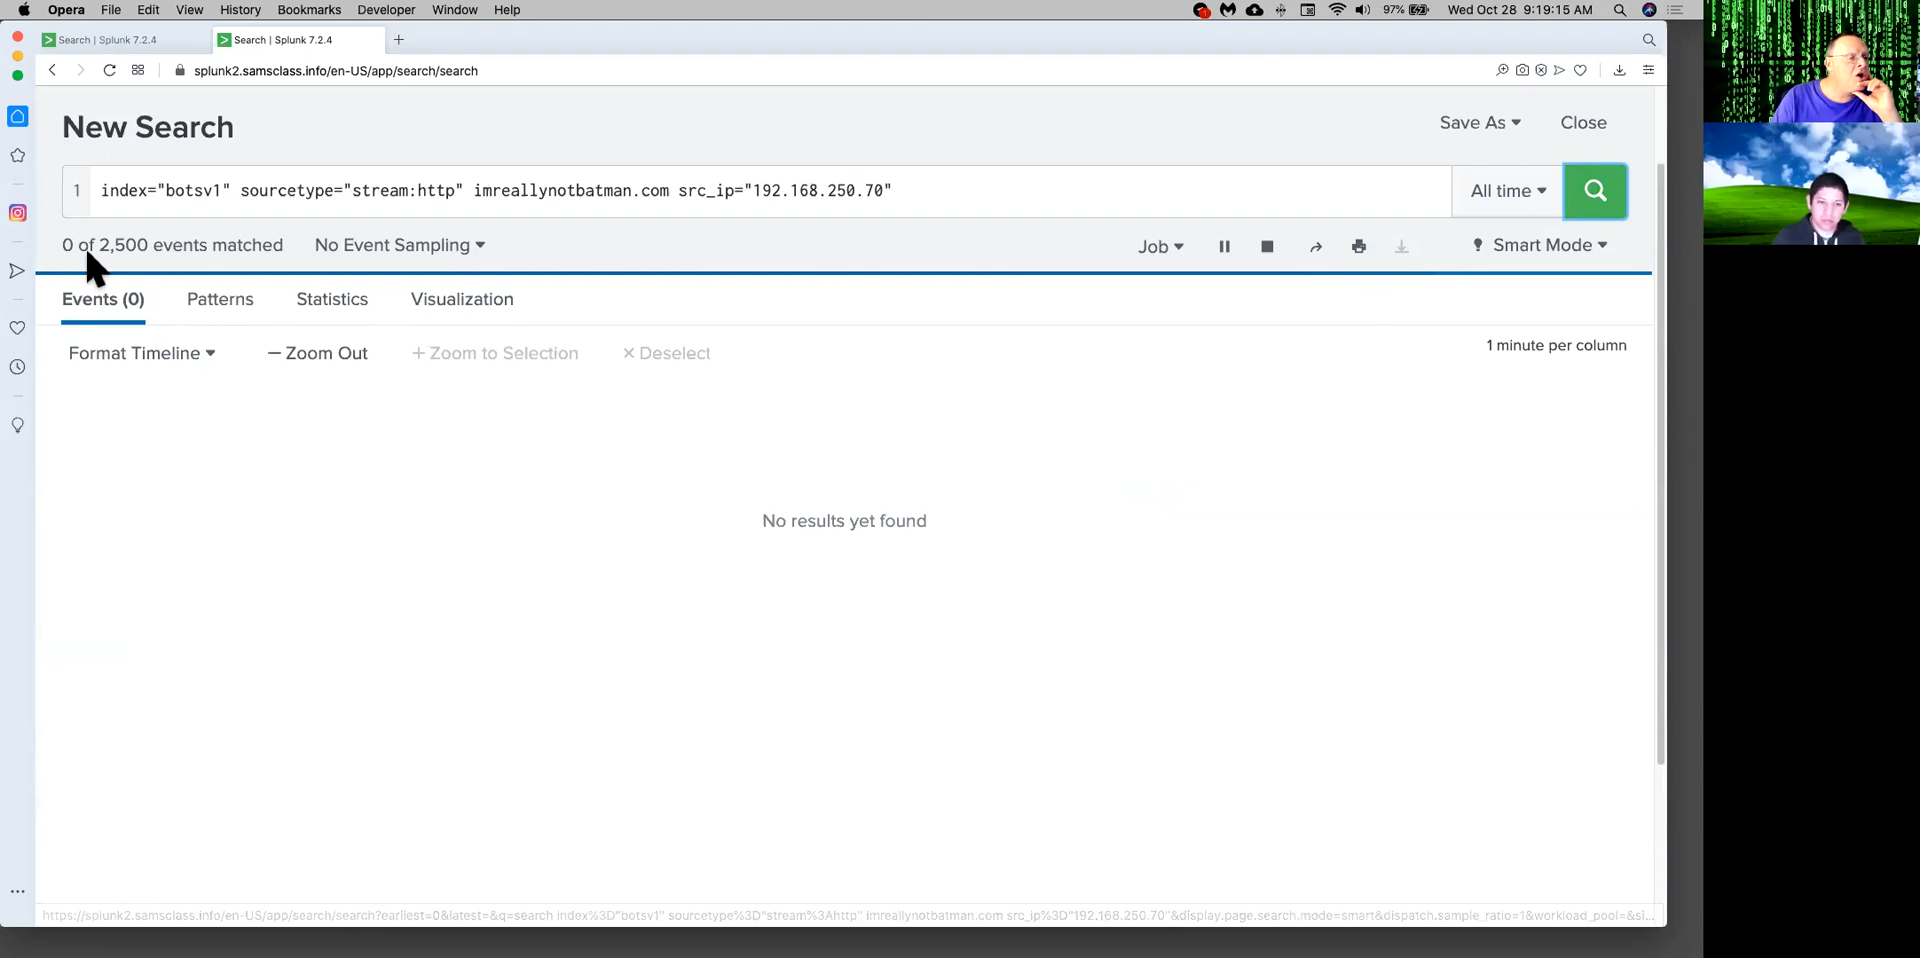 Opera File Edit View History Bookmarks Developer Window Help 97% Wed Oct 28 9:19:15 AM
Search | Splunk 7.2.4 Search | Splunk 7.2.4
splunk2.samsclass.info/en-US/app/search/search
New Search Save As Close
1 index="botsv1" sourcetype="stream:http" imreallynotbatman.com src_ip="192.168.250.70" All time
0 of 2,500 events matched No Event Sampling Job Smart Mode
Events (0) Patterns Statistics Visualization
Format Timeline — Zoom Out + Zoom to Selection × Deselect 1 minute per column
No results yet found
https://splunk2.samsclass.info/en-US/app/search/search?earliest=0&latest=&q=search index%3D"botsv1" sourcetype%3D"stream%3Ahttp" imreallynotbatman.com src_ip%3D"192.168.250.70"&display.page.search.mode=smart&dispatch.sample_ratio=1&workload_pool=&si...